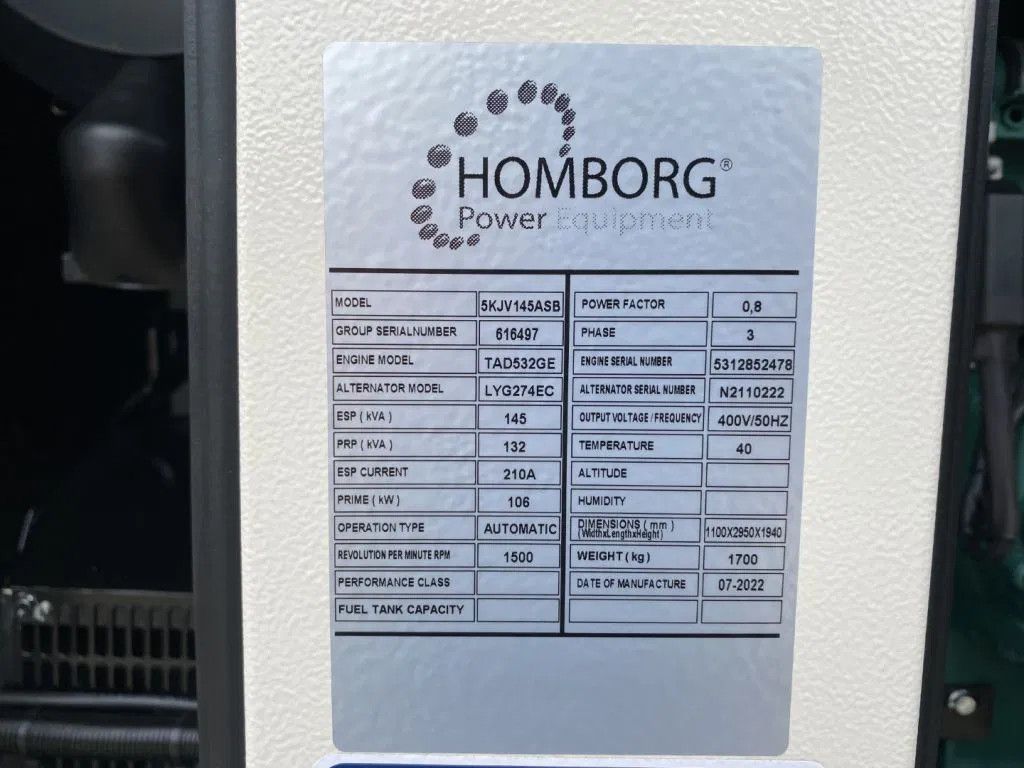 HOMBORG®
Power Equipment
MODEL 5KJV145ASB POWER FACTOR 0,8
GROUP SERIALNUMBER 616497 PHASE 3
ENGINE MODEL TAD532GE ENGINE SERIAL NUMBER 5312852478
ALTERNATOR MODEL LYG274EC ALTERNATOR SERIAL NUMBER N2110222
ESP ( kVA ) 145 OUTPUT VOLTAGE / FREQUENCY 400V/50HZ
PRP ( kVA ) 132 TEMPERATURE 40
ESP CURRENT 210A ALTITUDE
PRIME ( kW ) 106 HUMIDITY
OPERATION TYPE AUTOMATIC DIMENSIONS ( mm ) 1100X2950X1940
(WidthxLengthxHeight)
REVOLUTION PER MINUTE RPM 1500 WEIGHT ( kg ) 1700
PERFORMANCE CLASS DATE OF MANUFACTURE 07-2022
FUEL TANK CAPACITY